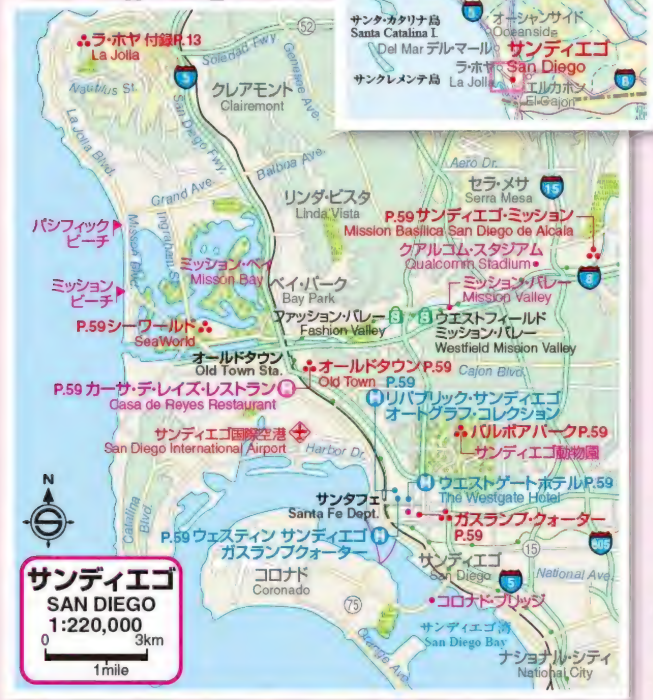 サンタ・カタリナ島
Santa Catalina I.
5
オーシャンサイド
Oceanside
Del Mar デル・マール
サンディエゴ
San Diego
ラ・ホヤ
La Jolla
サンクレメンテ島
エルカホン
El Cajon
8
52
ラ・ホヤ 付録P.13
La Jolla
Soledad Fwy.
Genesee Ave.
5
Nautilus St.
クレアモント
Clairemont
San Diego Fwy.
La Jolla Blvd.
Balboa Ave.
Aero Dr.
セラ・メサ
Serra Mesa
15
Grand Ave.
リンダ・ビスタ
Linda Vista
P.59 サンディエゴ・ミッション
Mission Basílica San Diego de Alcala
パシフィック
ビーチ
Mission Blvd.
Ingraham St.
クアルコム・スタジアム
Qualcomm Stadium
8
ミッション・ベイ
Misson Bay
ベイ・パーク
Bay Park
ミッション・バレー
Mission Valley
ミッション
ビーチ
ファッション・バレー
Fashion Valley
S
S
ウエストフィールド
ミッション・バレー
Westfield Mission Valley
P.59 シーワールド
SeaWorld
オールドタウン
Old Town Sta.
オールドタウン P.59
Old Town
Cajon Blvd.
P.59 カーサ・デ・レイズ・レストラン
Casa de Reyes Restaurant
H
P.59
H
リパブリック・サンディエゴ
オートグラフ・コレクション
サンディエゴ国際空港
San Diego International Airport
バルボアパーク P.59
サンディエゴ動物園
Harbor Dr.
H
ウエストゲートホテル P.59
The Westgate Hotel
サンタフェ
Santa Fe Dept.
ガスランプ・クォーター
P.59
N
Catalina
Blvd.
P.59 ウェスティン サンディエゴ
ガスランプクォーター
H
サンディエゴ
San Diego
15
805
コロナド
Coronado
5
National Ave.
75
コロナド・ブリッジ
サンディエゴ湾
San Diego Bay
Orange Ave.
ナショナル・シティ
National City
サンディエゴ
SAN DIEGO
1:220,000
0 3km
1mile